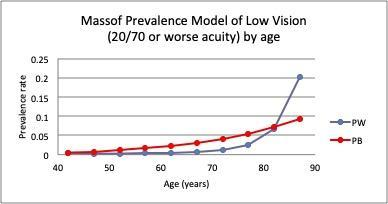 Massof Prevalence Model of Low Vision
(20/70 or worse acuity) by age
0.25
0.2
0.15
0.1
0.05
0
Prevalence rate
40 50 60 70 80 90
Age (years)
PW
PB